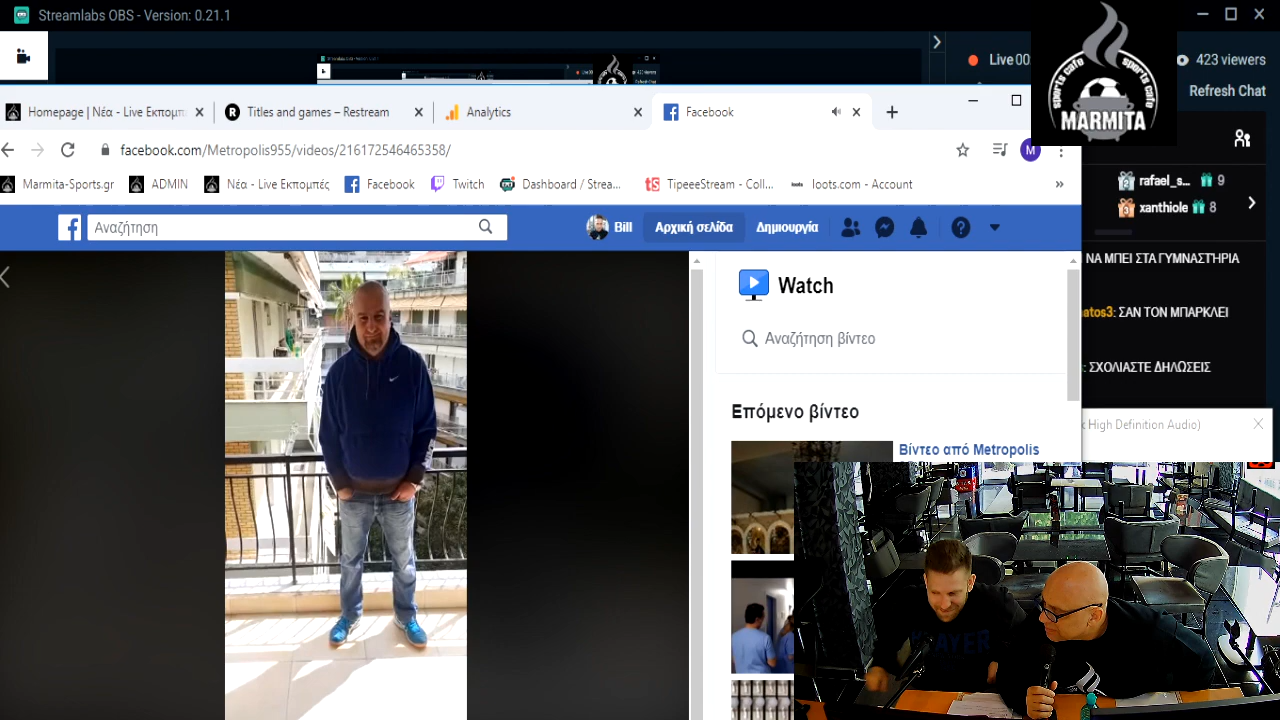 Streamlabs OBS - Version: 0.21.1
Live 00
423 viewers
Refresh Chat
sports cafe sports cafe
MARMITA
Homepage | Νέα - Live Εκπομπ
Titles and games – Restream
Analytics
Facebook
facebook.com/Metropolis955/videos/216172546465358/
M
Marmita-Sports.gr
ADMIN
Νέα - Live Εκπομπές
Facebook
Twitch
Dashboard / Strea...
TipeeeStream - Coll...
loots.com - Account
»
rafael_s... 9
xanthiole 8
Αναζήτηση
Bill
Αρχική σελίδα
Δημιουργία
ΝΑ ΜΠΕΙ ΣΤΑ ΓΥΜΝΑΣΤΗΡΙΑ
atos3: ΣΑΝ ΤΟΝ ΜΠΑΡΚΛΕΙ
: ΣΧΟΛΙΑΣΤΕ ΔΗΛΩΣΕΙΣ
Watch
Αναζήτηση βίντεο
Επόμενο βίντεο
High Definition Audio)
Βίντεο από Metropolis